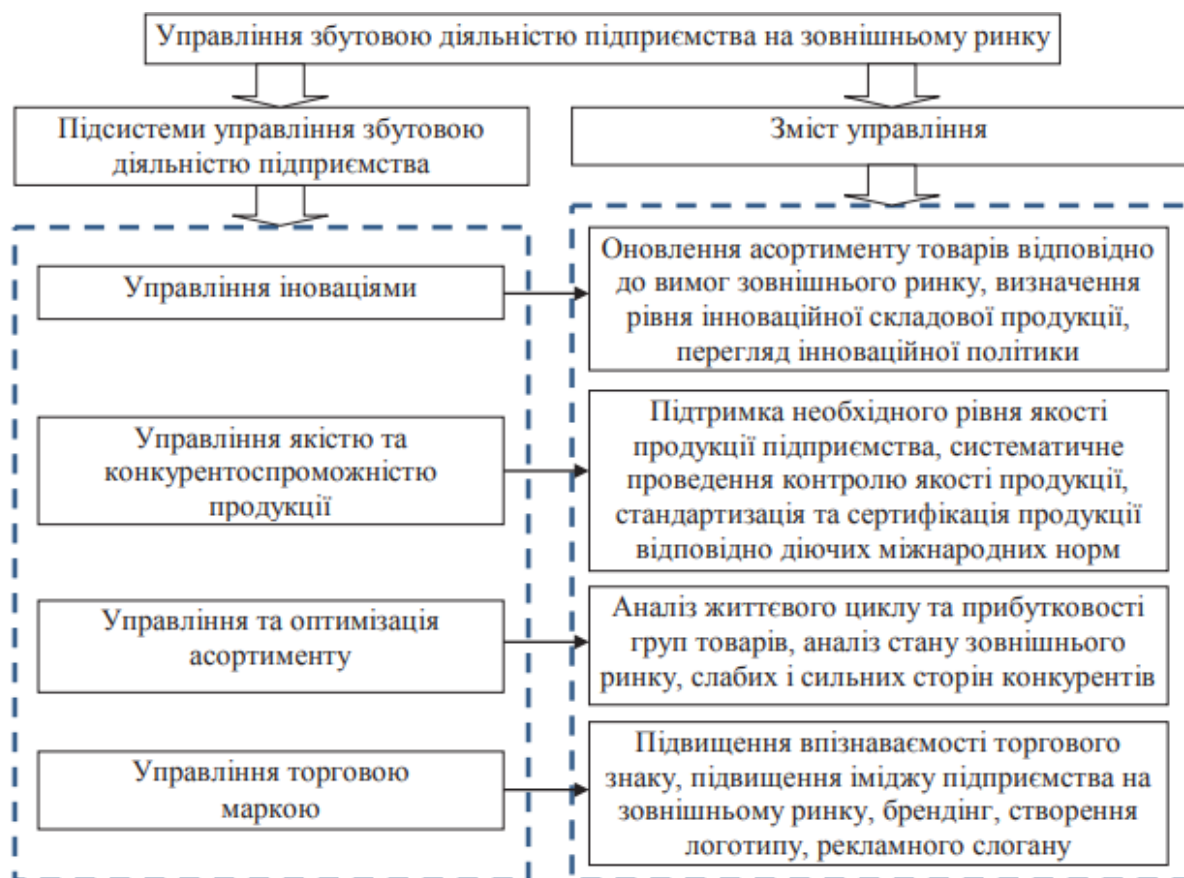 Управління збутовою діяльністю підприємства на зовнішньому ринку
Підсистеми управління збутовою
діяльністю підприємства
Зміст управління
Управління іноваціями
Оновлення асортименту товарів відповідно
до вимог зовнішнього ринку, визначення
рівня інноваційної складової продукції,
перегляд інноваційної політики
Управління якістю та
конкурентоспроможністю
продукції
Підтримка необхідного рівня якості
продукції підприємства, систематичне
проведення контролю якості продукції,
стандартизація та сертифікація продукції
відповідно діючих міжнародних норм
Управління та оптимізація
асортименту
Аналіз життєвого циклу та прибутковості
груп товарів, аналіз стану зовнішнього
ринку, слабих і сильних сторін конкурентів
Управління торговою
маркою
Підвищення впізнаваємості торгового
знаку, підвищення іміджу підприємства на
зовнішньому ринку, брендінг, створення
логотипу, рекламного слогану